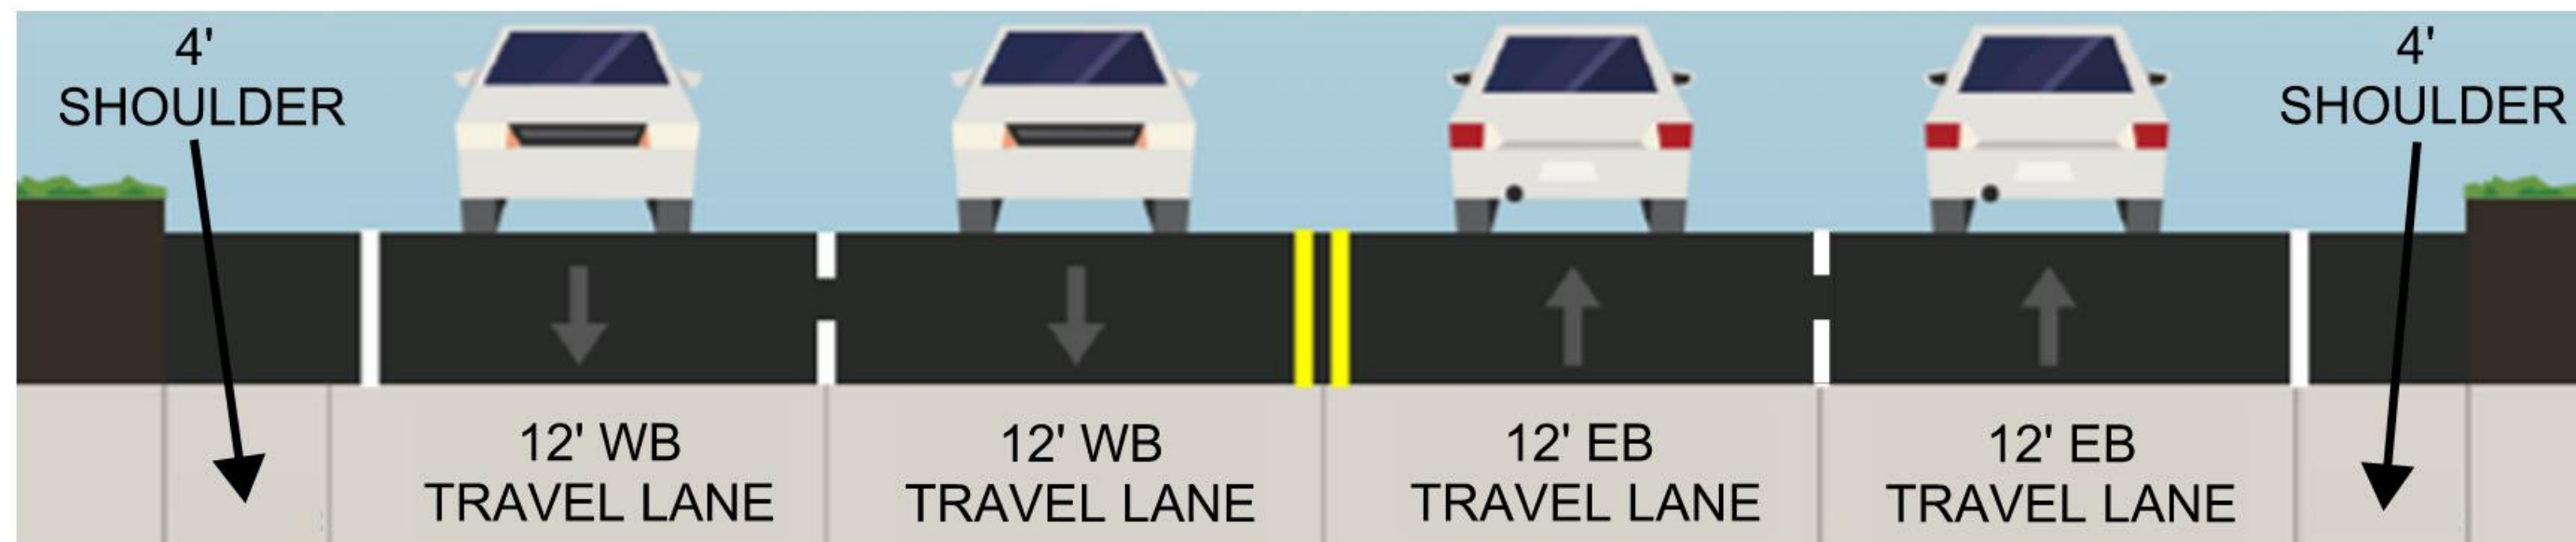 4'
SHOULDER
4'
SHOULDER
12' WB
TRAVEL LANE
12' WB
TRAVEL LANE
12' EB
TRAVEL LANE
12' EB
TRAVEL LANE